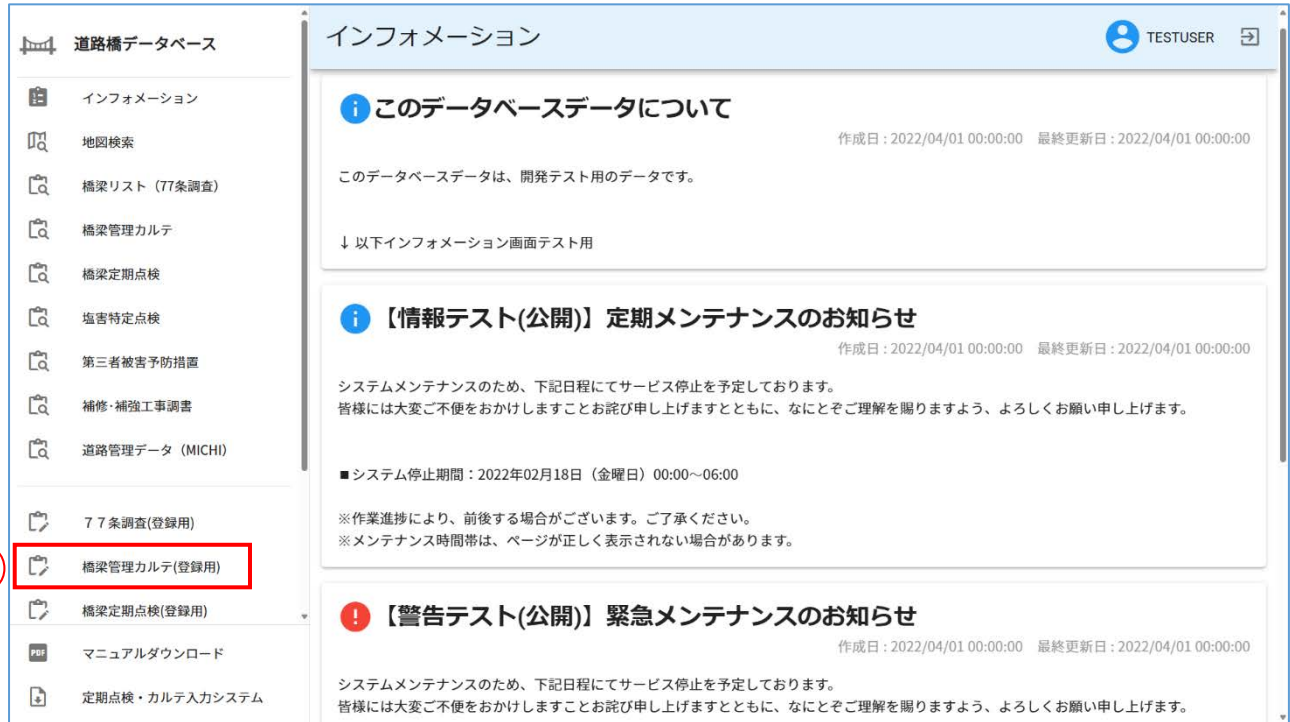 道路橋データベース
インフォメーション
地図検索
橋梁リスト（77条調査）
橋梁管理カルテ
橋梁定期点検
塩害特定点検
第三者被害予防措置
補修･補強工事調書
道路管理データ（MICHI）
７７条調査(登録用)
橋梁管理カルテ(登録用)
橋梁定期点検(登録用)
PDF マニュアルダウンロード
定期点検・カルテ入力システム
インフォメーション
TESTUSER
このデータベースデータについて
作成日 : 2022/04/01 00:00:00 最終更新日 : 2022/04/01 00:00:00
このデータベースデータは、開発テスト用のデータです。
↓ 以下インフォメーション画面テスト用
【情報テスト(公開)】定期メンテナンスのお知らせ
作成日 : 2022/04/01 00:00:00 最終更新日 : 2022/04/01 00:00:00
システムメンテナンスのため、下記日程にてサービス停止を予定しております。
皆様には大変ご不便をおかけしますことお詫び申し上げますとともに、なにとぞご理解を賜りますよう、よろしくお願い申し上げます。
■システム停止期間：2022年02月18日（金曜日）00:00～06:00
※作業進捗により、前後する場合がございます。ご了承ください。
※メンテナンス時間帯は、ページが正しく表示されない場合があります。
【警告テスト(公開)】緊急メンテナンスのお知らせ
作成日 : 2022/04/01 00:00:00 最終更新日 : 2022/04/01 00:00:00
システムメンテナンスのため、下記日程にてサービス停止を予定しております。
皆様には大変ご不便をおかけしますことお詫び申し上げますとともに、なにとぞご理解を賜りますよう、よろしくお願い申し上げます。